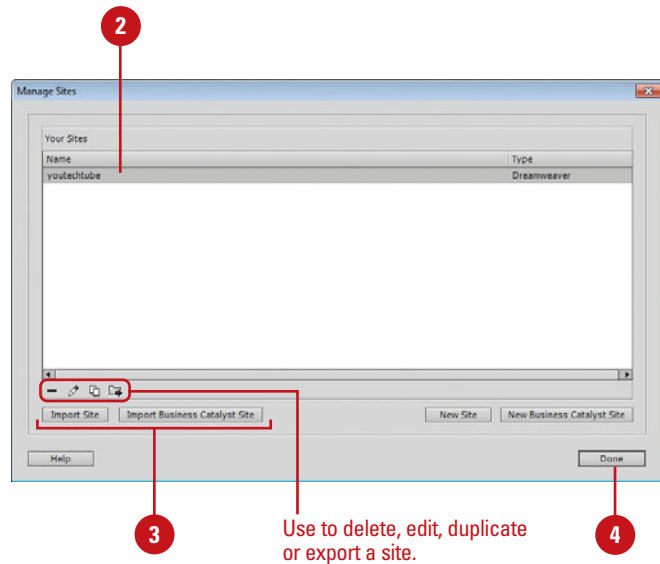 2
Manage Sites
Your Sites
Name Type
youtechtube Dreamweaver
Import Site Import Business Catalyst Site New Site New Business Catalyst Site
Help Done
3
Use to delete, edit, duplicate
or export a site.
4